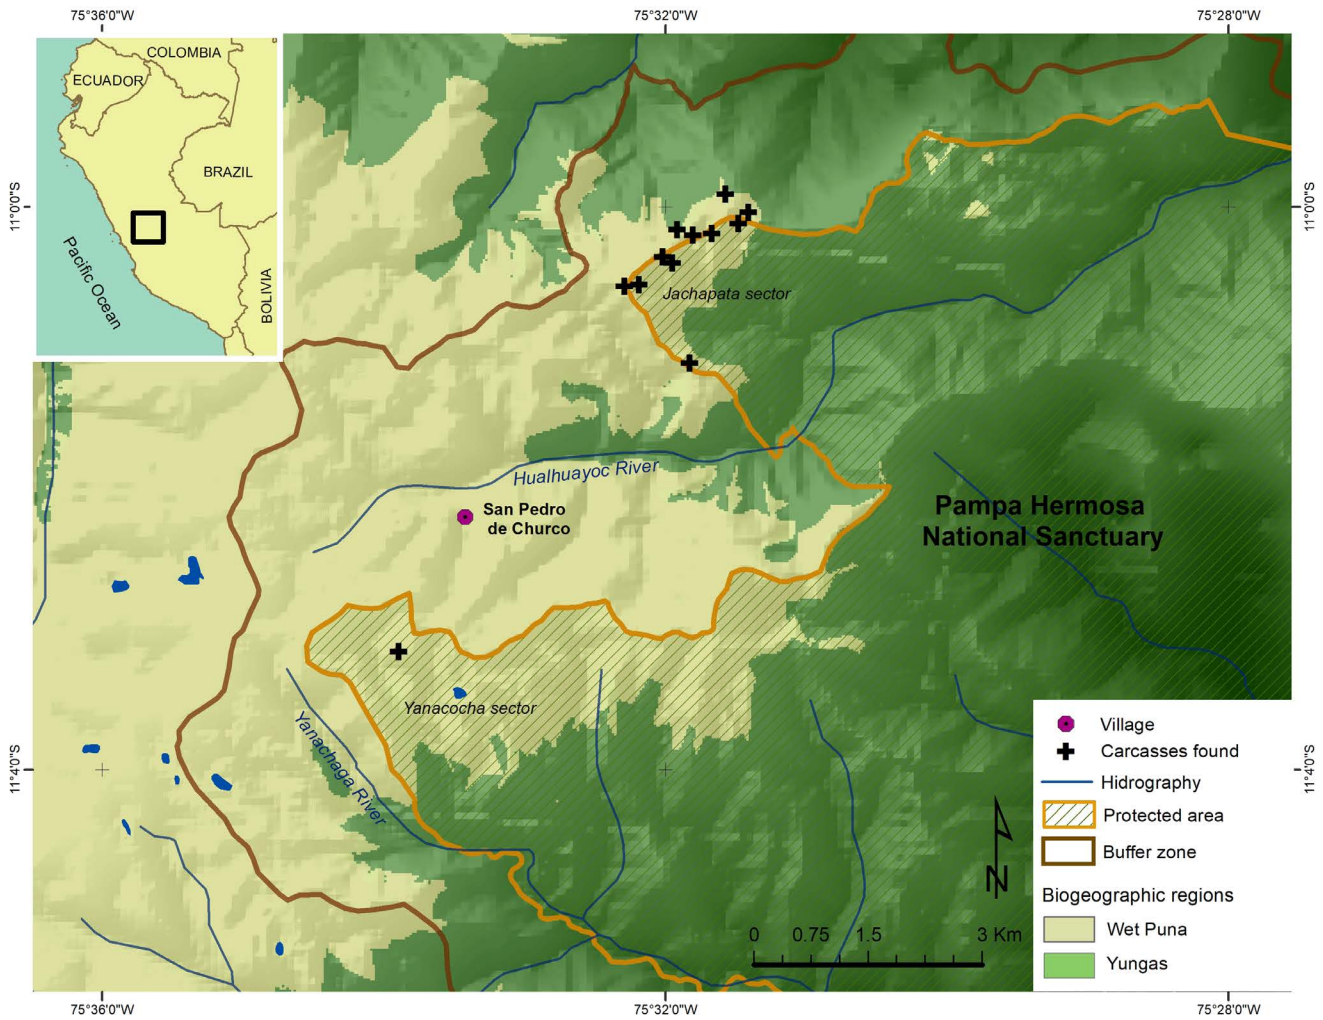 75°36'0"W
75°32'0"W
75°28'0"W
COLOMBIA
ECUADOR
BRAZIL
BOLIVIA
Pacific Ocean
11°0'0"S
11°0'0"S
Jachapata sector
Hualhuayoc River
San Pedro
de Churco
Pampa Hermosa
National Sanctuary
Yanacocha sector
Yanachaga River
11°4'0"S
11°4'0"S
Village
Carcasses found
Hidrography
Protected area
Buffer zone
Biogeographic regions
Wet Puna
Yungas
N
0 0.75 1.5 3 Km
75°36'0"W
75°32'0"W
75°28'0"W